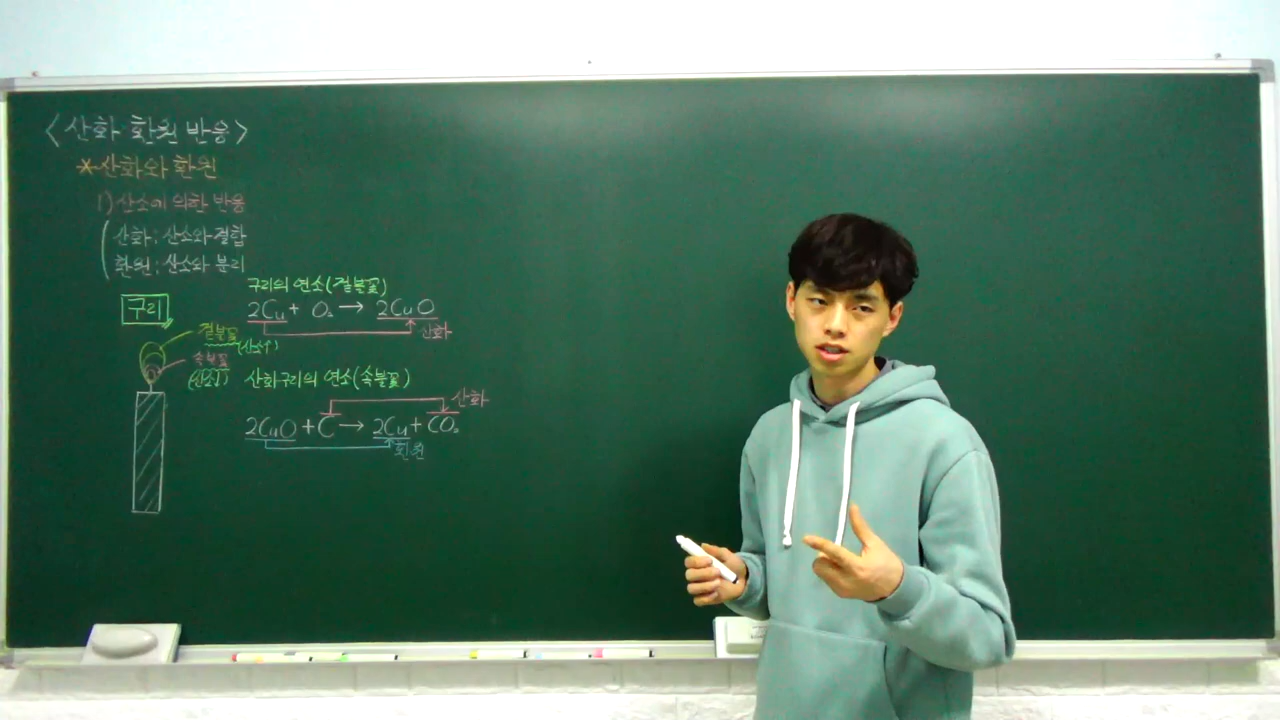 <산화 환원 반응>
*산화와 환원
1) 산소에 의한 반응
산화 : 산소와 결합
환원 : 산소와 분리
구리
겉불꽃
(산소↑)
속불꽃
(산소↓)
구리의 연소(겉불꽃)
2Cu + O₂ → 2CuO
산화
산화구리의 연소(속불꽃)
산화
2CuO + C → 2Cu + CO₂
환원